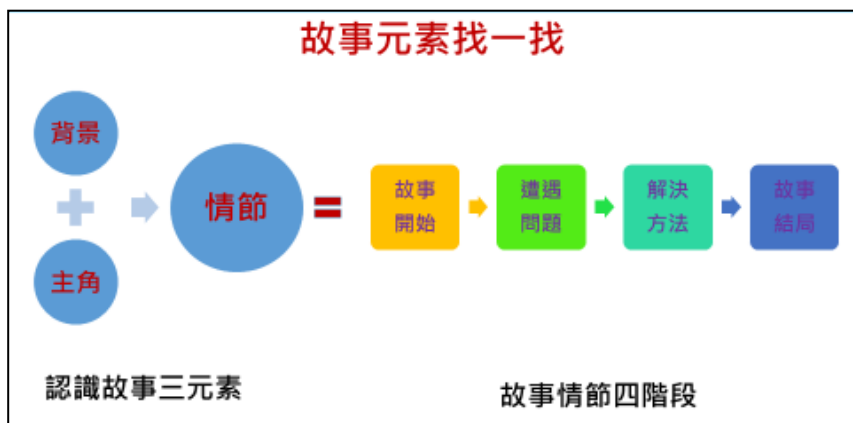 故事元素找一找
背景
主角
情節
故事
開始
遭遇
問題
解決
方法
故事
結局
認識故事三元素
故事情節四階段